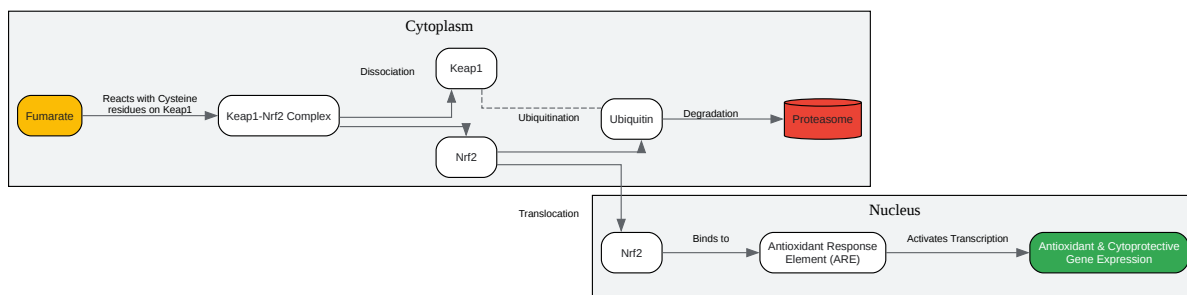 Cytoplasm
Dissociation
Keap1
Reacts with Cysteine
residues on Keap1
Fumarate
Keap1-Nrf2 Complex
Ubiquitination
Ubiquitin
Degradation
Proteasome
Nrf2
Translocation
Nucleus
Nrf2
Binds to
Antioxidant Response
Element (ARE)
Activates Transcription
Antioxidant & Cytoprotective
Gene Expression